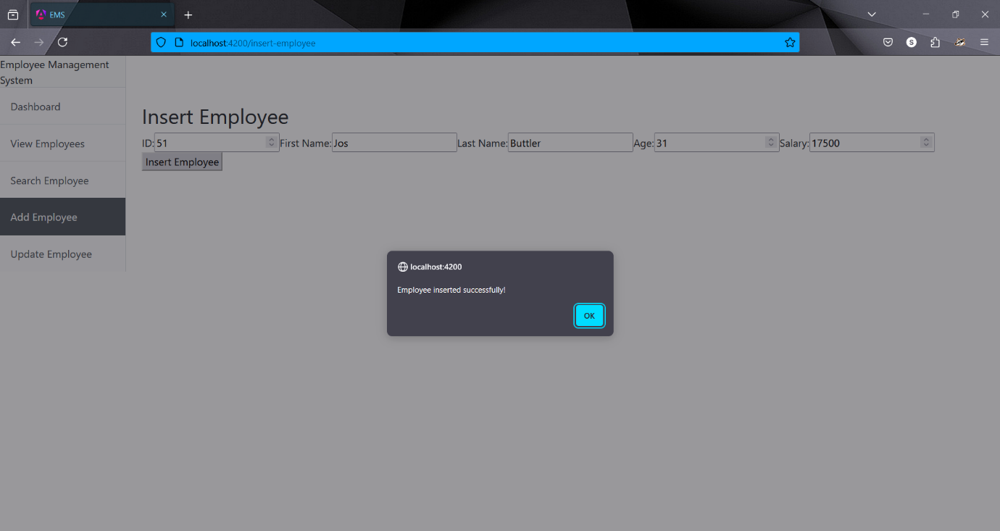 EMS
localhost:4200/insert-employee
S
Employee Management
System
Dashboard
View Employees
Search Employee
Add Employee
Update Employee
Insert Employee
ID: 51 First Name: Jos Last Name: Buttler Age: 31 Salary: 17500
Insert Employee
localhost:4200
Employee inserted successfully!
OK